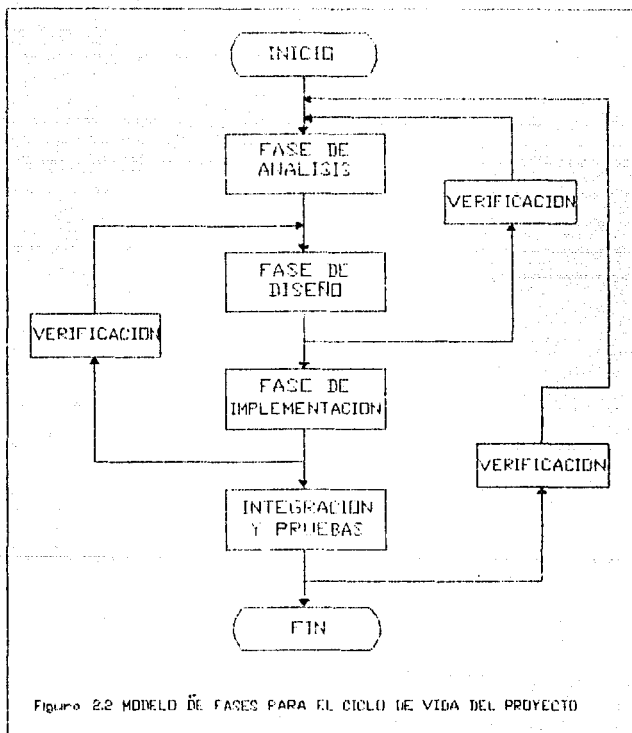 INICIO
FASE DE
ANALISIS
VERIFICACION
FASE DE
DISEÑO
VERIFICACION
FASE DE
IMPLEMENTACION
VERIFICACION
INTEGRACION
Y PRUEBAS
FIN
Figura 2.2 MODELO DE FASES PARA EL CICLO DE VIDA DEL PROYECTO